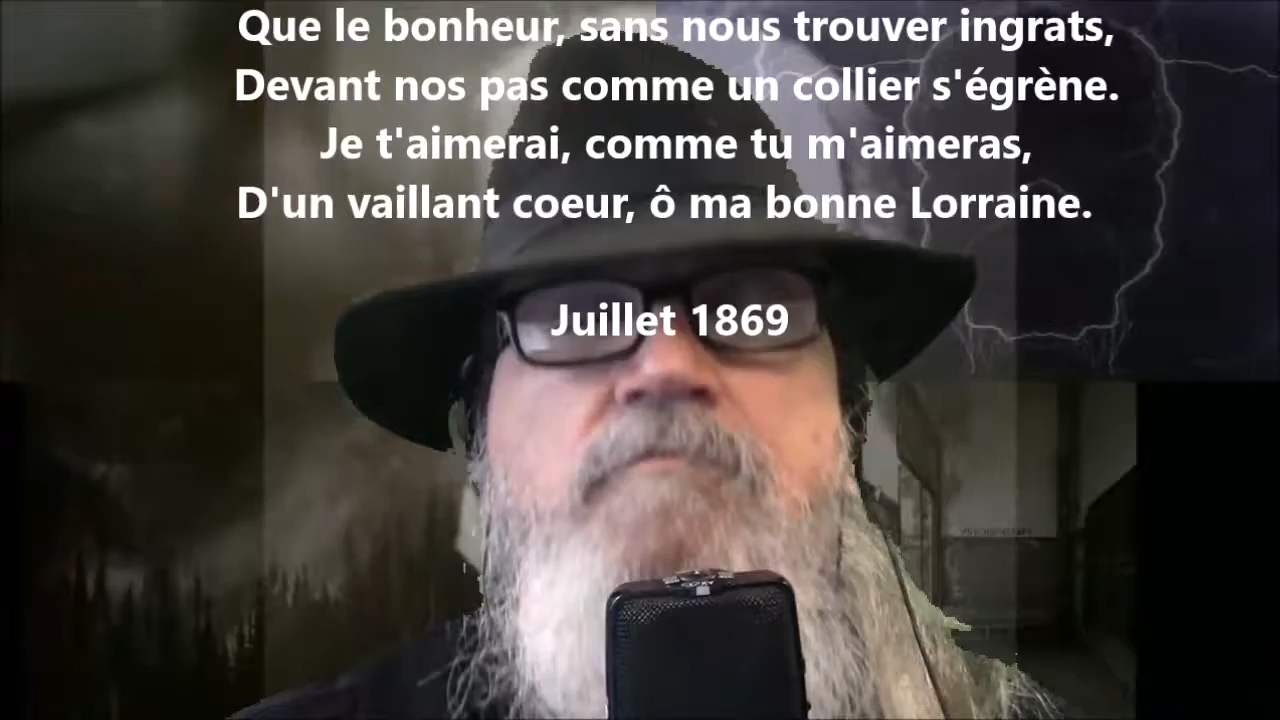 Que le bonheur, sans nous trouver ingrats,
Devant nos pas comme un collier s'égrène.
Je t'aimerai, comme tu m'aimeras,
D'un vaillant coeur, ô ma bonne Lorraine.
Juillet 1869